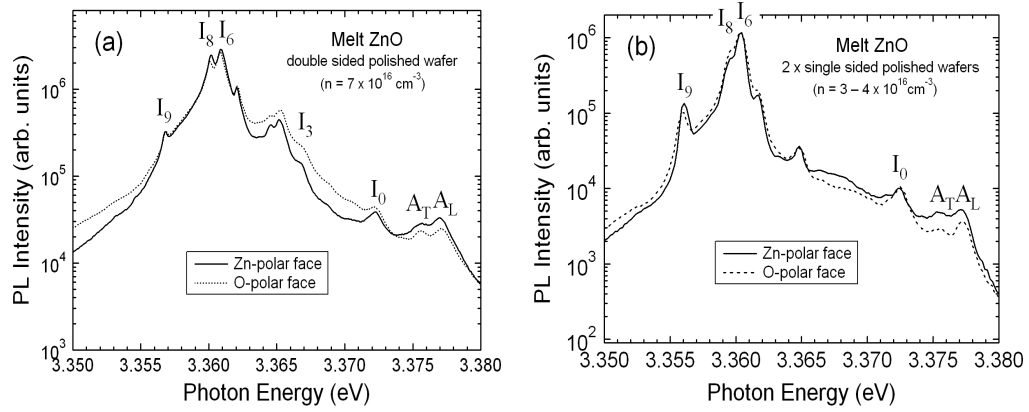 (a)
I8 I6
Melt ZnO
double sided polished wafer
(n = 7 x 10^16 cm^-3)
I9
I3
I0
AT AL
Zn-polar face
O-polar face
PL Intensity (arb. units)
10^6
10^5
10^4
10^3
3.350 3.355 3.360 3.365 3.370 3.375 3.380
Photon Energy (eV)
(b)
I8 I6
Melt ZnO
2 x single sided polished wafers
(n = 3 – 4 x 10^16cm^-3)
I9
I0
AT AL
Zn-polar face
O-polar face
PL Intensity (arb. units)
10^6
10^5
10^4
10^3
10^2
3.350 3.355 3.360 3.365 3.370 3.375 3.380
Photon Energy (eV)